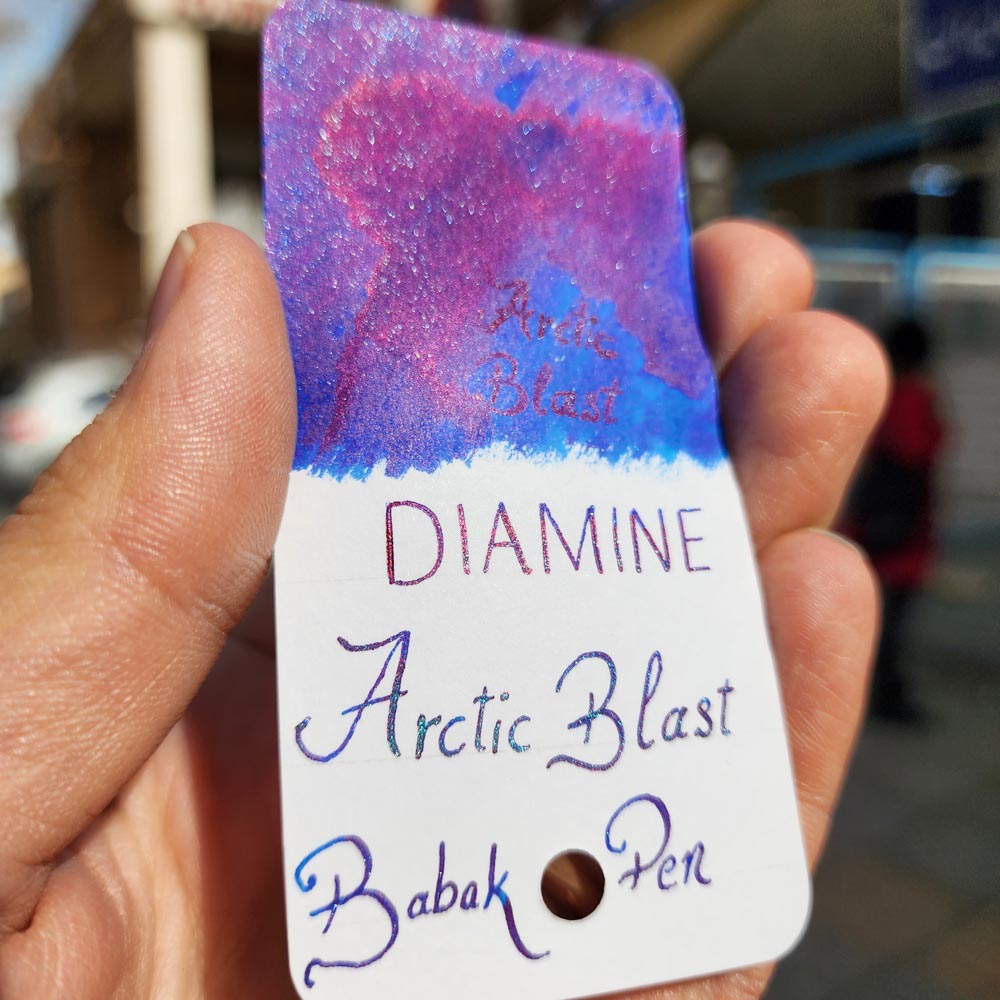 Arctic
Blast
DIAMINE
Arctic Blast
Babak Pen